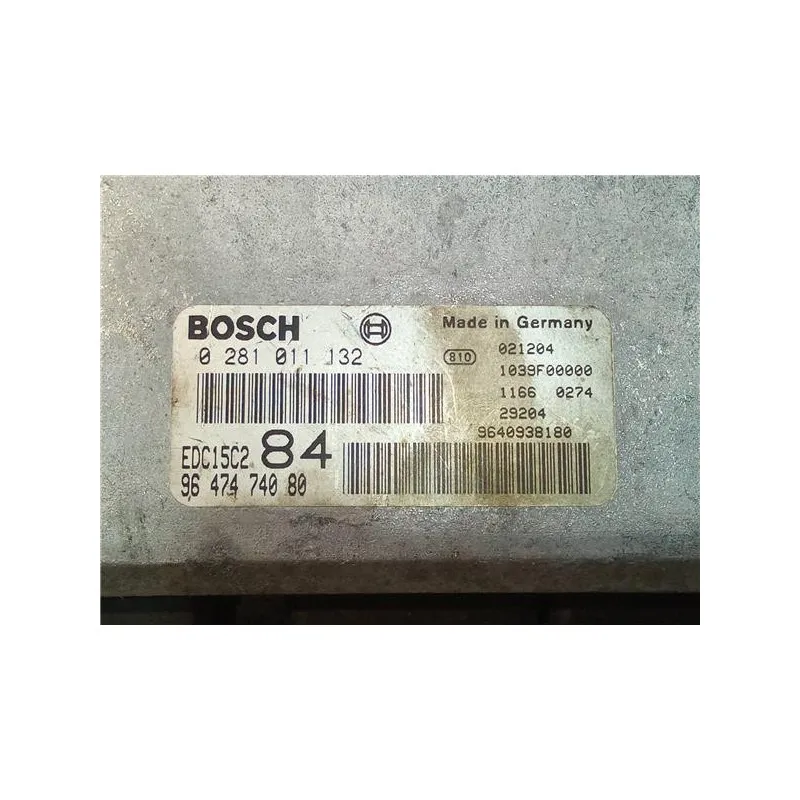 BOSCH
0 281 011 132
EDC15C2 84
96 474 740 80
Made in Germany
810 021204
1039F00000
1166 0274
29204
9640938180